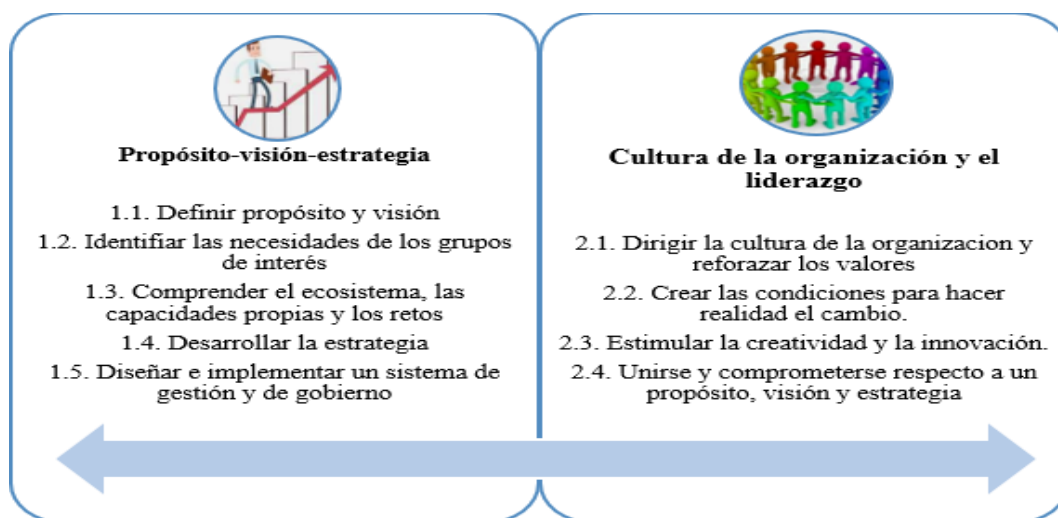 Propósito-visión-estrategia
1.1. Definir propósito y visión
1.2. Identifiar las necesidades de los grupos
de interés
1.3. Comprender el ecosistema, las
capacidades propias y los retos
1.4. Desarrollar la estrategia
1.5. Diseñar e implementar un sistema de
gestión y de gobierno
Cultura de la organización y el
liderazgo
2.1. Dirigir la cultura de la organizacion y
reforazar los valores
2.2. Crear las condiciones para hacer
realidad el cambio.
2.3. Estimular la creatividad y la innovación.
2.4. Unirse y comprometerse respecto a un
propósito, visión y estrategia